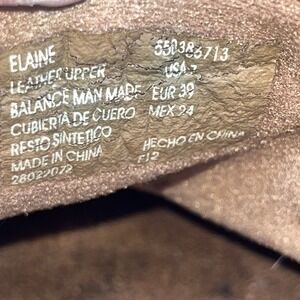 ELAINE 550383713
LEATHER UPPER USA 7
BALANCE MAN MADE EUR 39
CUBIERTA DE CUERO MEX 24
RESTO SINTETICO
MADE IN CHINA HECHO EN CHINA
28022072 F12